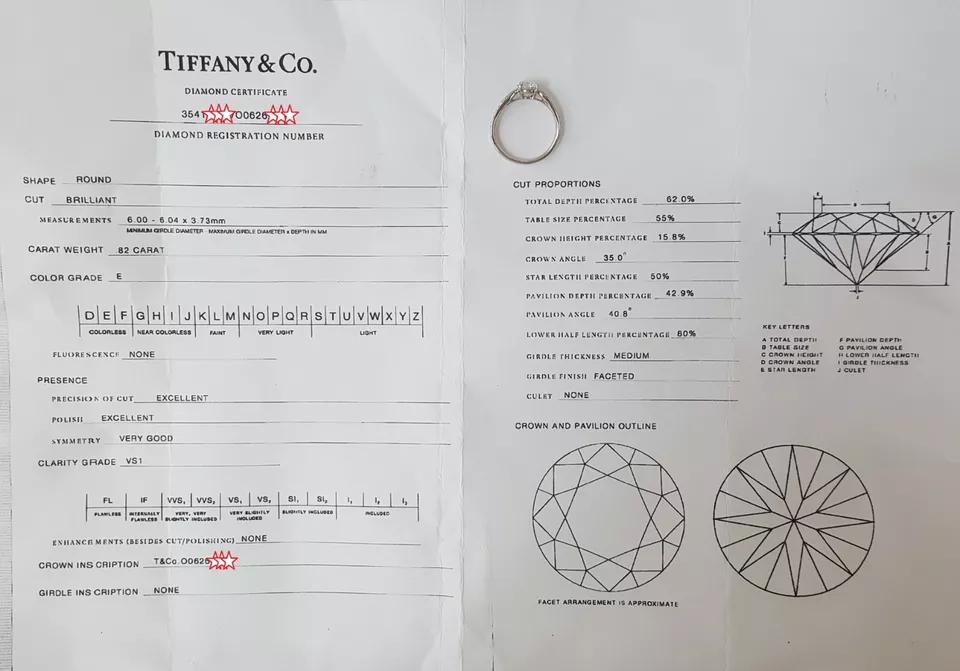 TIFFANY & CO.
DIAMOND CERTIFICATE
354 00626
DIAMOND REGISTRATION NUMBER
SHAPE ROUND
CUT BRILLIANT
MEASUREMENTS 6.00 - 6.04 x 3.73mm
MINIMUM GIRDLE DIAMETER - MAXIMUM GIRDLE DIAMETER x DEPTH IN MM
CARAT WEIGHT .82 CARAT
COLOR GRADE E
D E F G H I J K L M N O P Q R S T U V W X Y Z
COLORLESS NEAR COLORLESS FAINT VERY LIGHT LIGHT
FLUORESCENCE NONE
PRESENCE
PRECISION OF CUT EXCELLENT
POLISH EXCELLENT
SYMMETRY VERY GOOD
CLARITY GRADE VS1
FL IF VVS₁ VVS₂ VS₁ VS₂ SI₁ SI₂ I₁ I₂ I₃
FLAWLESS INTERNALLY FLAWLESS VERY, VERY SLIGHTLY INCLUDED VERY SLIGHTLY INCLUDED SLIGHTLY INCLUDED INCLUDED
ENHANCEMENTS (BESIDES CUT/POLISHING) NONE
CROWN INSCRIPTION T&Co.00626
GIRDLE INSCRIPTION NONE
CUT PROPORTIONS
TOTAL DEPTH PERCENTAGE 62.0%
TABLE SIZE PERCENTAGE 55%
CROWN HEIGHT PERCENTAGE 15.8%
CROWN ANGLE 35.0°
STAR LENGTH PERCENTAGE 50%
PAVILION DEPTH PERCENTAGE 42.9%
PAVILION ANGLE 40.8°
LOWER HALF LENGTH PERCENTAGE 80%
GIRDLE THICKNESS MEDIUM
GIRDLE FINISH FACETED
CULET NONE
KEY LETTERS
A TOTAL DEPTH F PAVILION DEPTH
B TABLE SIZE G PAVILION ANGLE
C CROWN HEIGHT H LOWER HALF LENGTH
D CROWN ANGLE I GIRDLE THICKNESS
E STAR LENGTH J CULET
CROWN AND PAVILION OUTLINE
FACET ARRANGEMENT IS APPROXIMATE